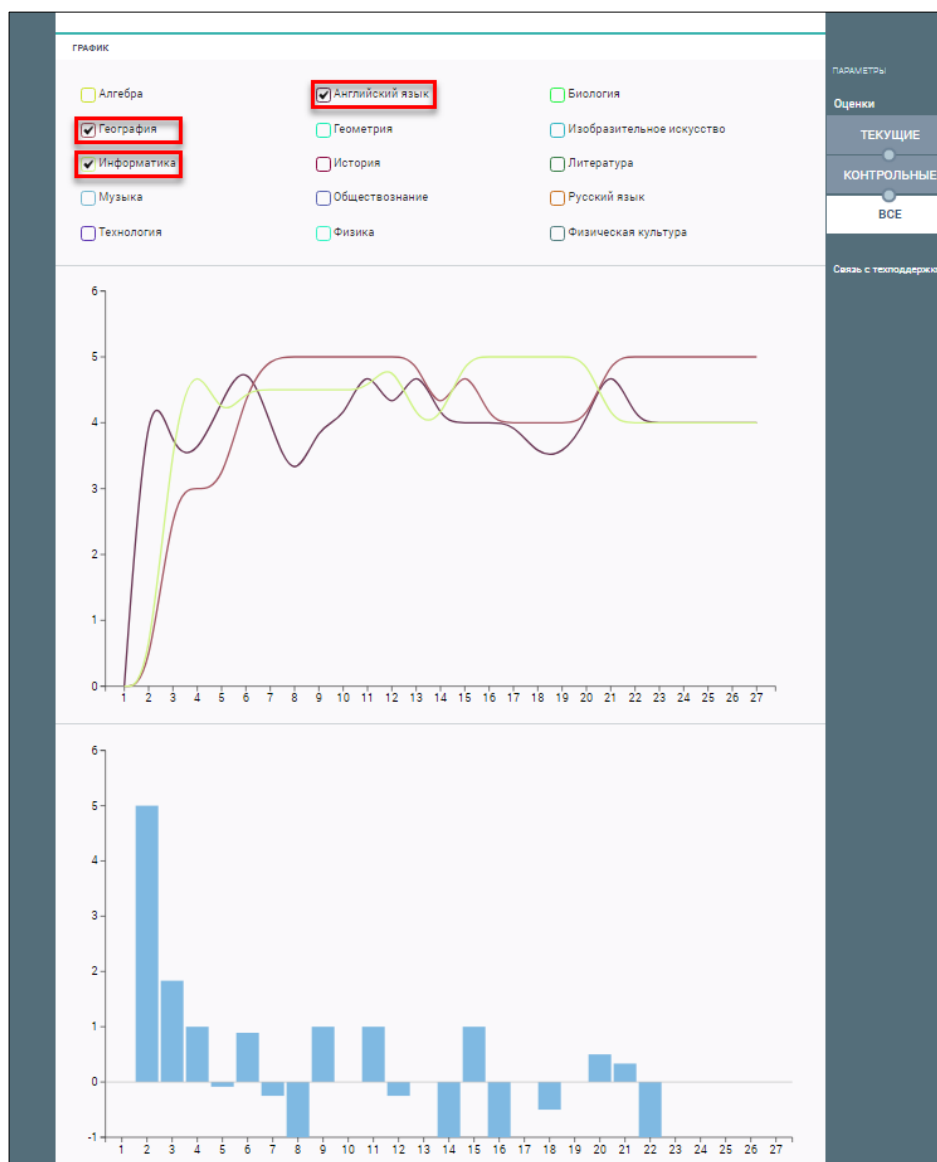 ГРАФИК
ПАРАМЕТРЫ
Алгебра Английский язык Биология
Оценки
География Геометрия Изобразительное искусство
ТЕКУЩИЕ
Информатика История Литература
КОНТРОЛЬНЫЕ
Музыка Обществознание Русский язык
ВСЕ
Технология Физика Физическая культура
Связь с техподдержк
6
5
4
3
2
1
0
1 2 3 4 5 6 7 8 9 10 11 12 13 14 15 16 17 18 19 20 21 22 23 24 25 26 27
6
5
4
3
2
1
0
-1
1 2 3 4 5 6 7 8 9 10 11 12 13 14 15 16 17 18 19 20 21 22 23 24 25 26 27